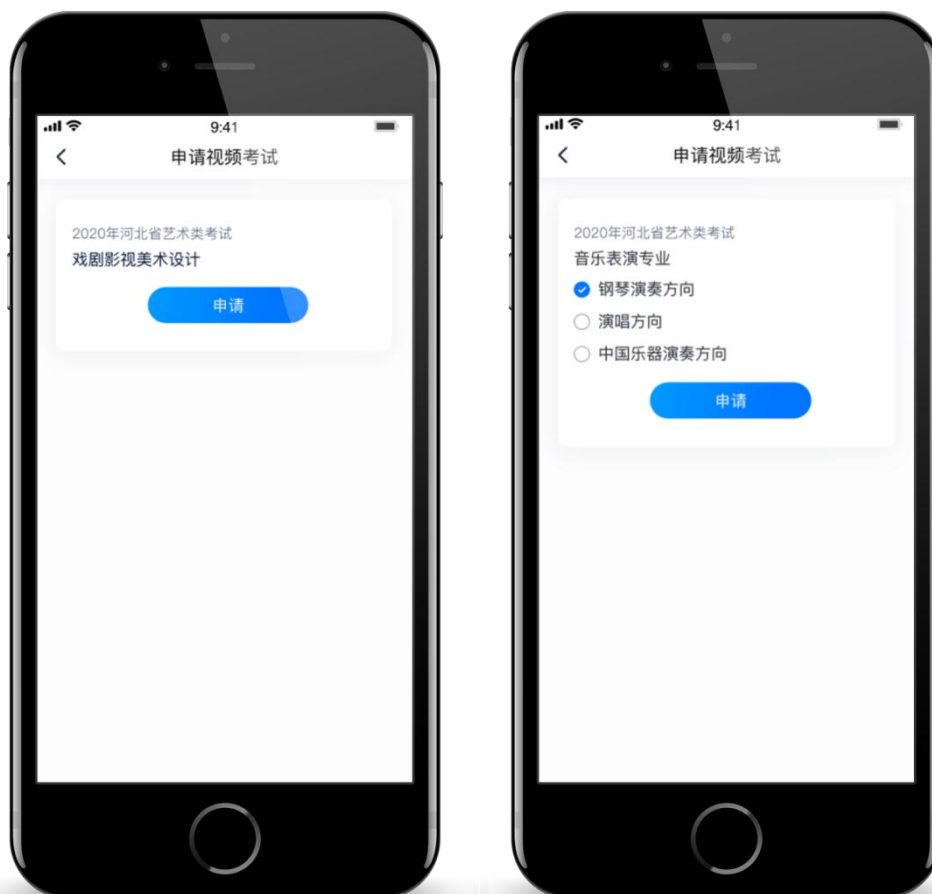 9:41
申请视频考试
2020年河北省艺术类考试
戏剧影视美术设计
申请
9:41
申请视频考试
2020年河北省艺术类考试
音乐表演专业
钢琴演奏方向
演唱方向
中国乐器演奏方向
申请